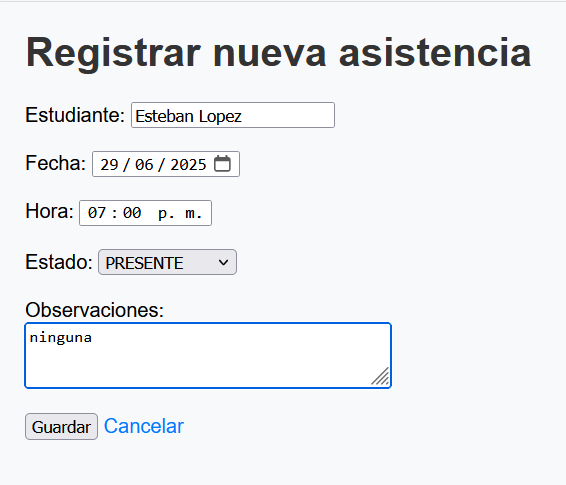 Registrar nueva asistencia
Estudiante: Esteban Lopez
Fecha: 29/06/2025
Hora: 07:00 p. m.
Estado: PRESENTE
Observaciones:
ninguna
Guardar Cancelar